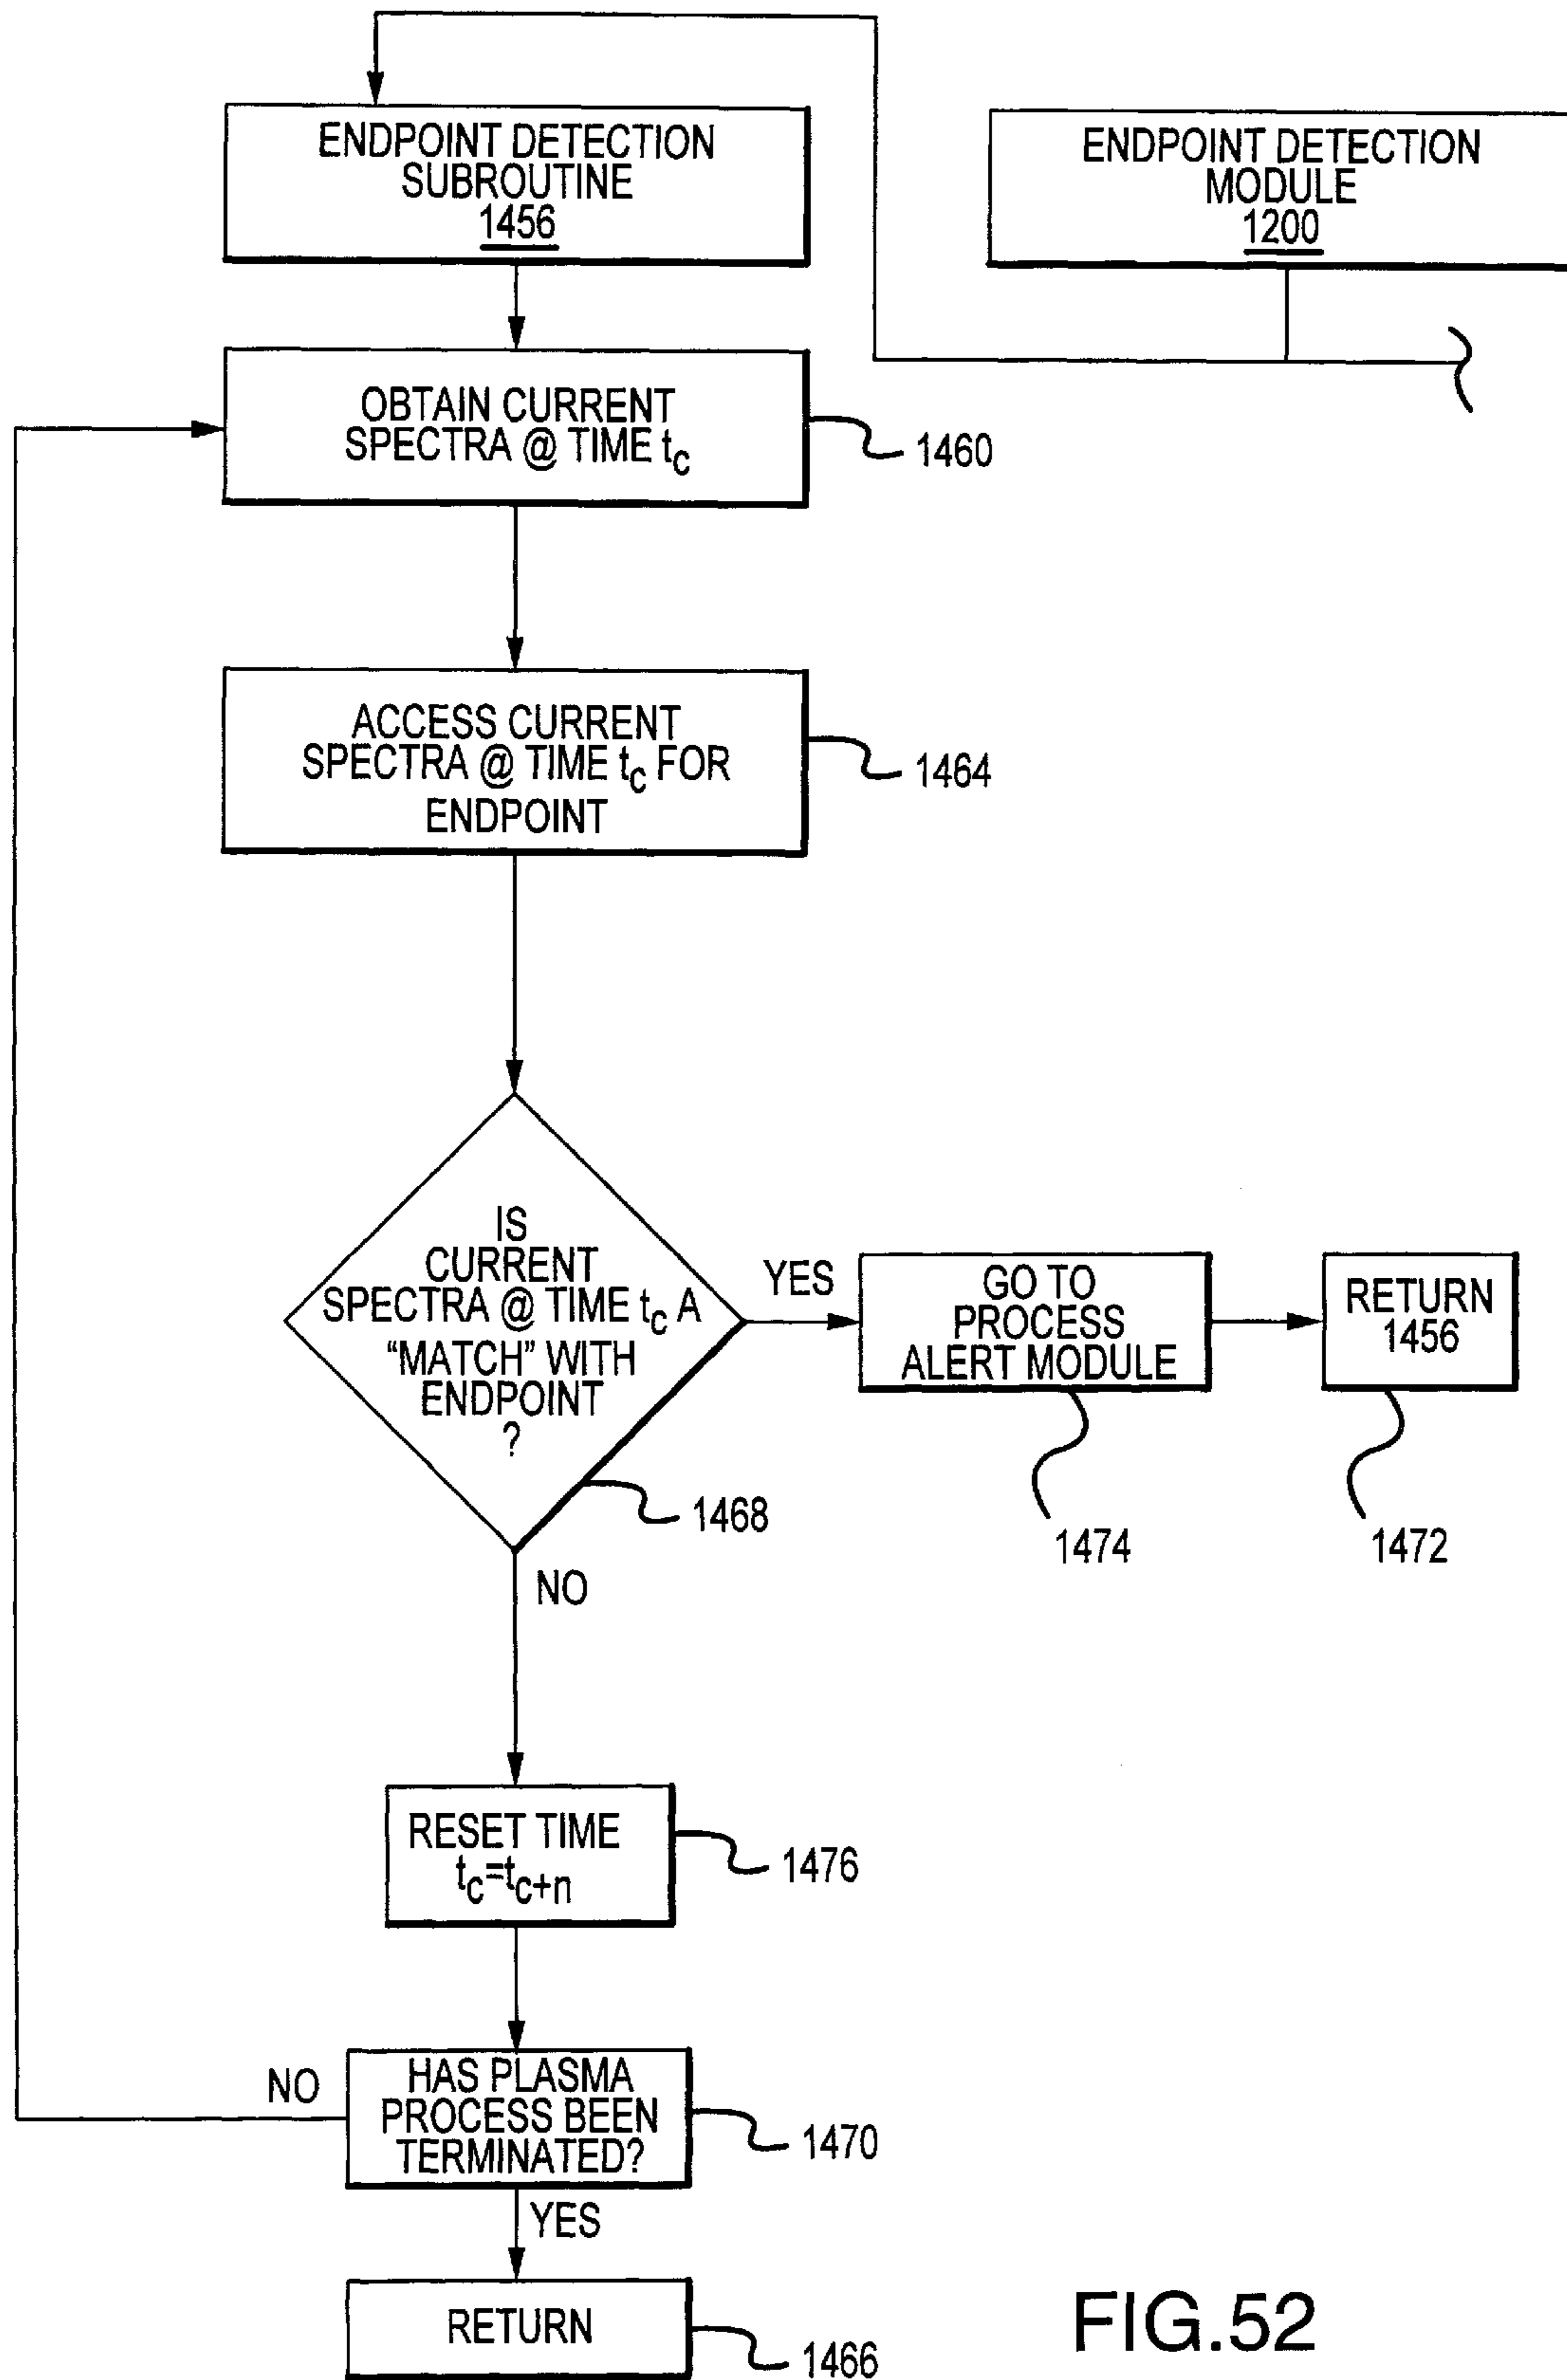 ENDPOINT DETECTION
SUBROUTINE
1456
ENDPOINT DETECTION
MODULE
1200
OBTAIN CURRENT
SPECTRA @ TIME tc
1460
ACCESS CURRENT
SPECTRA @ TIME tc FOR
ENDPOINT
1464
IS
CURRENT
SPECTRA @ TIME tc A
“MATCH” WITH
ENDPOINT
?
1468
YES
GO TO
PROCESS
ALERT MODULE
1474
RETURN
1456
1472
NO
RESET TIME
tc=tc+n
1476
HAS PLASMA
PROCESS BEEN
TERMINATED?
1470
NO
YES
RETURN
1466
FIG.52